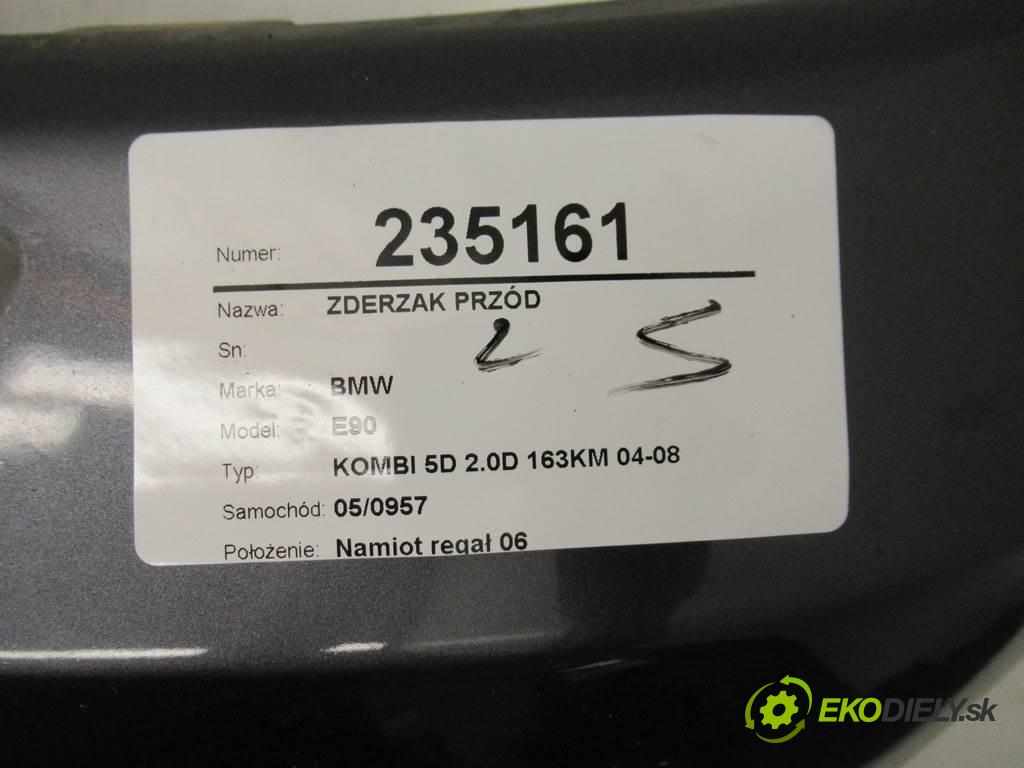 Numer: 235161
Nazwa: ZDERZAK PRZÓD
2 S
Sn:
Marka: BMW
Model: E90
Typ: KOMBI 5D 2.0D 163KM 04-08
Samochód: 05/0957
Położenie: Namiot regał 06
EKODIELY.sk